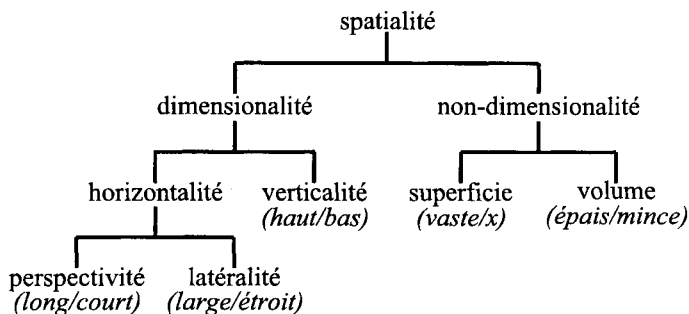 spatialité
dimensionalité non-dimensionalité
horizontalité verticalité superficie volume
(haut/bas) (vaste/x) (épais/mince)
perspectivité latéralité
(long/court) (large/étroit)